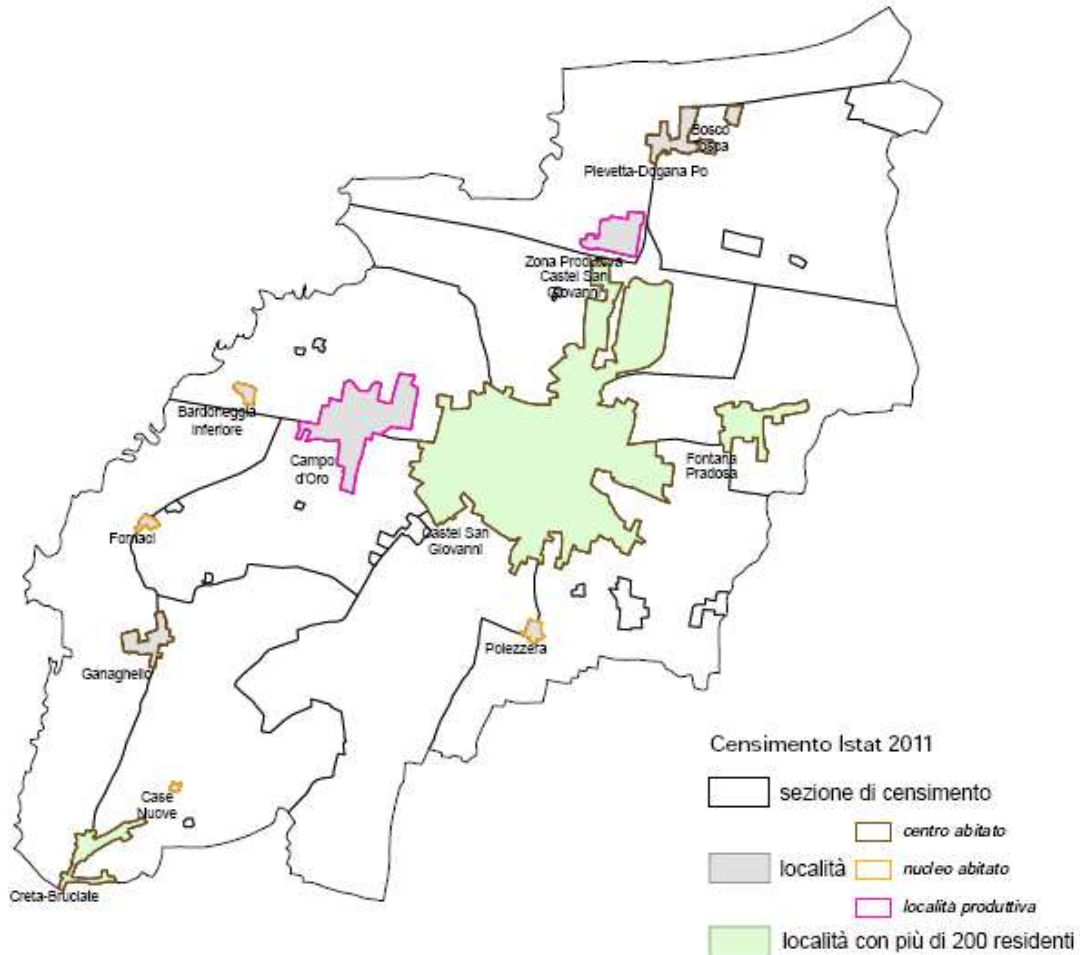 Bosco
Tosca
Pievetta-Dogana Po
Zona Produttiva
Castel San
Giovanni
Bardoneggia
Inferiore
Campo
d'Oro
Fontana
Pradosa
Fornaci
Castel San
Giovanni
Polezzera
Ganaghello
Case
Nuove
Creta-Bruciate
Censimento Istat 2011
sezione di censimento
centro abitato
località
nucleo abitato
località produttiva
località con più di 200 residenti